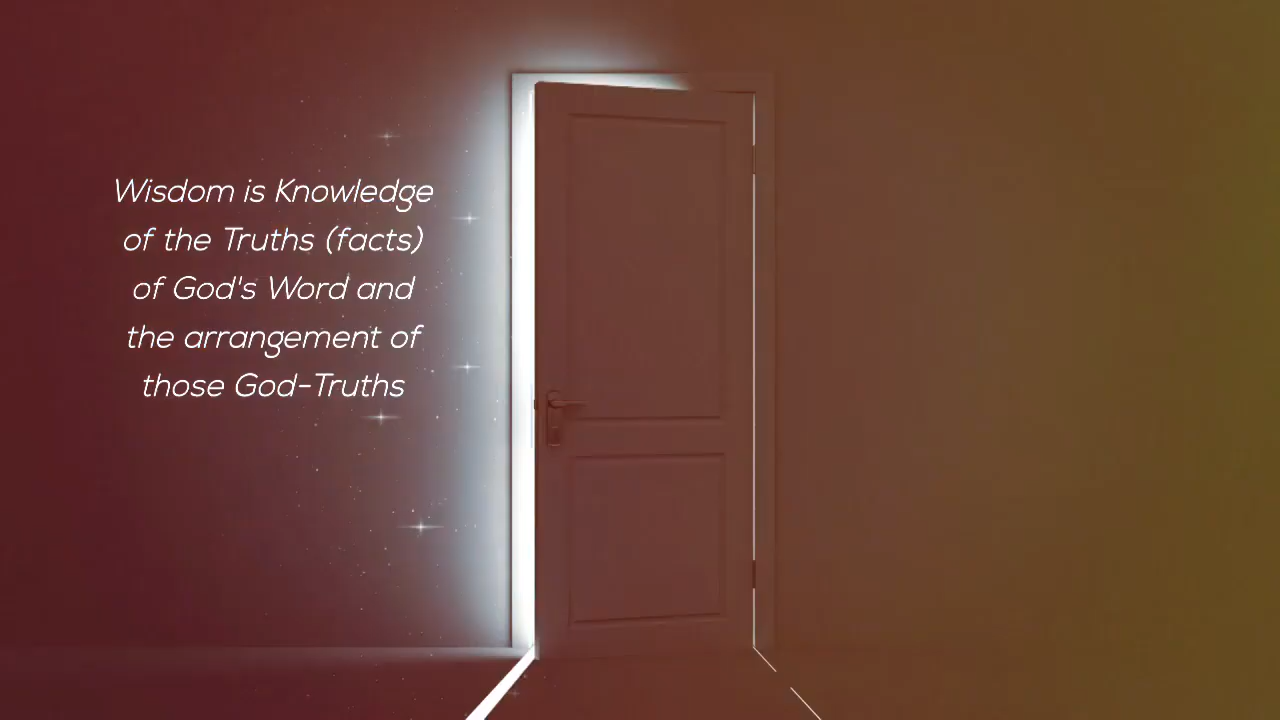 Wisdom is Knowledge
of the Truths (facts)
of God's Word and
the arrangement of
those God-Truths